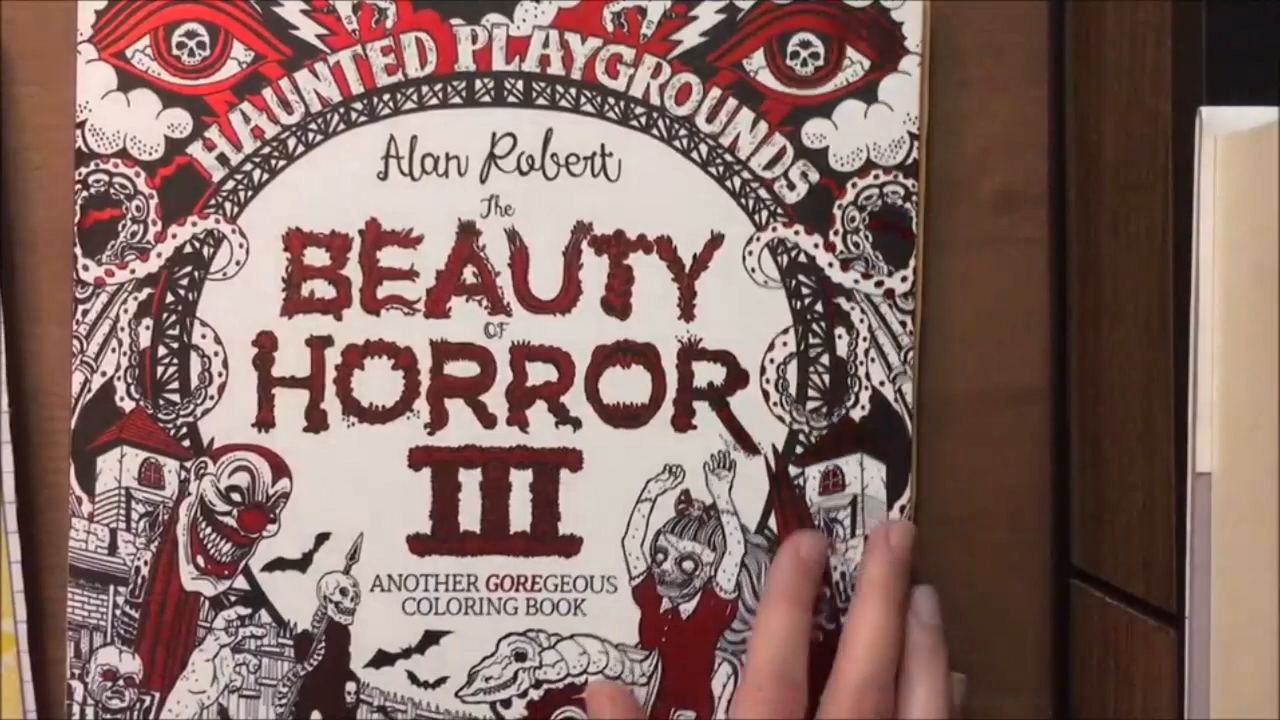 HAUNTED PLAYGROUNDS
Alan Robert
The
BEAUTY
OF
HORROR
III
ANOTHER GOREGEOUS
COLORING BOOK